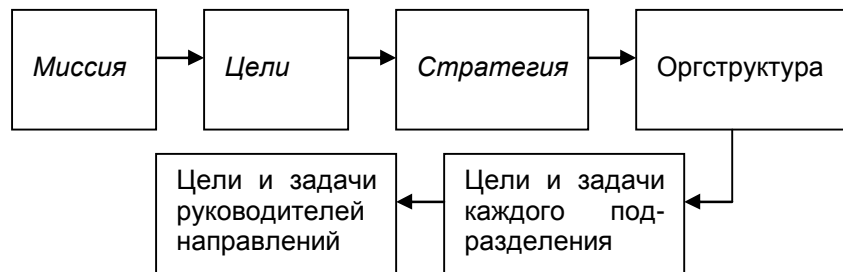 Миссия
Цели
Стратегия
Оргструктура
Цели и задачи
руководителей
направлений
Цели и задачи
каждого под-
разделения